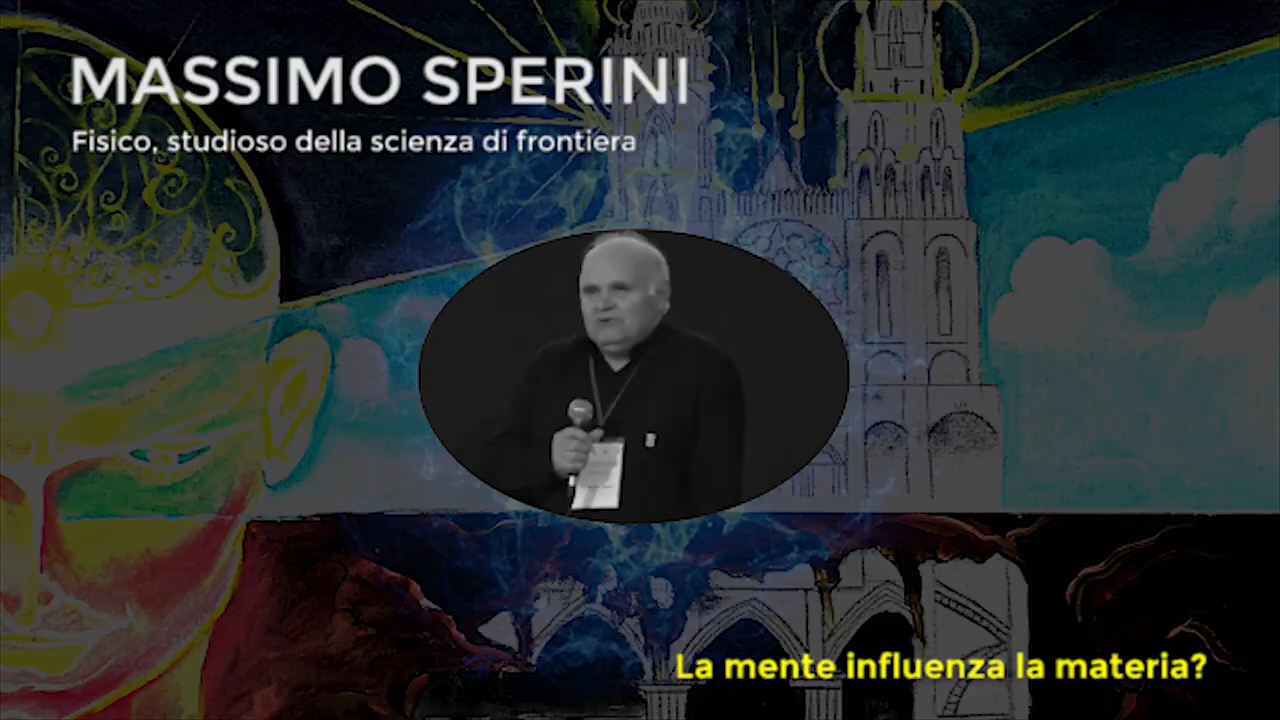 MASSIMO SPERINI
Fisico, studioso della scienza di frontiera
La mente influenza la materia?